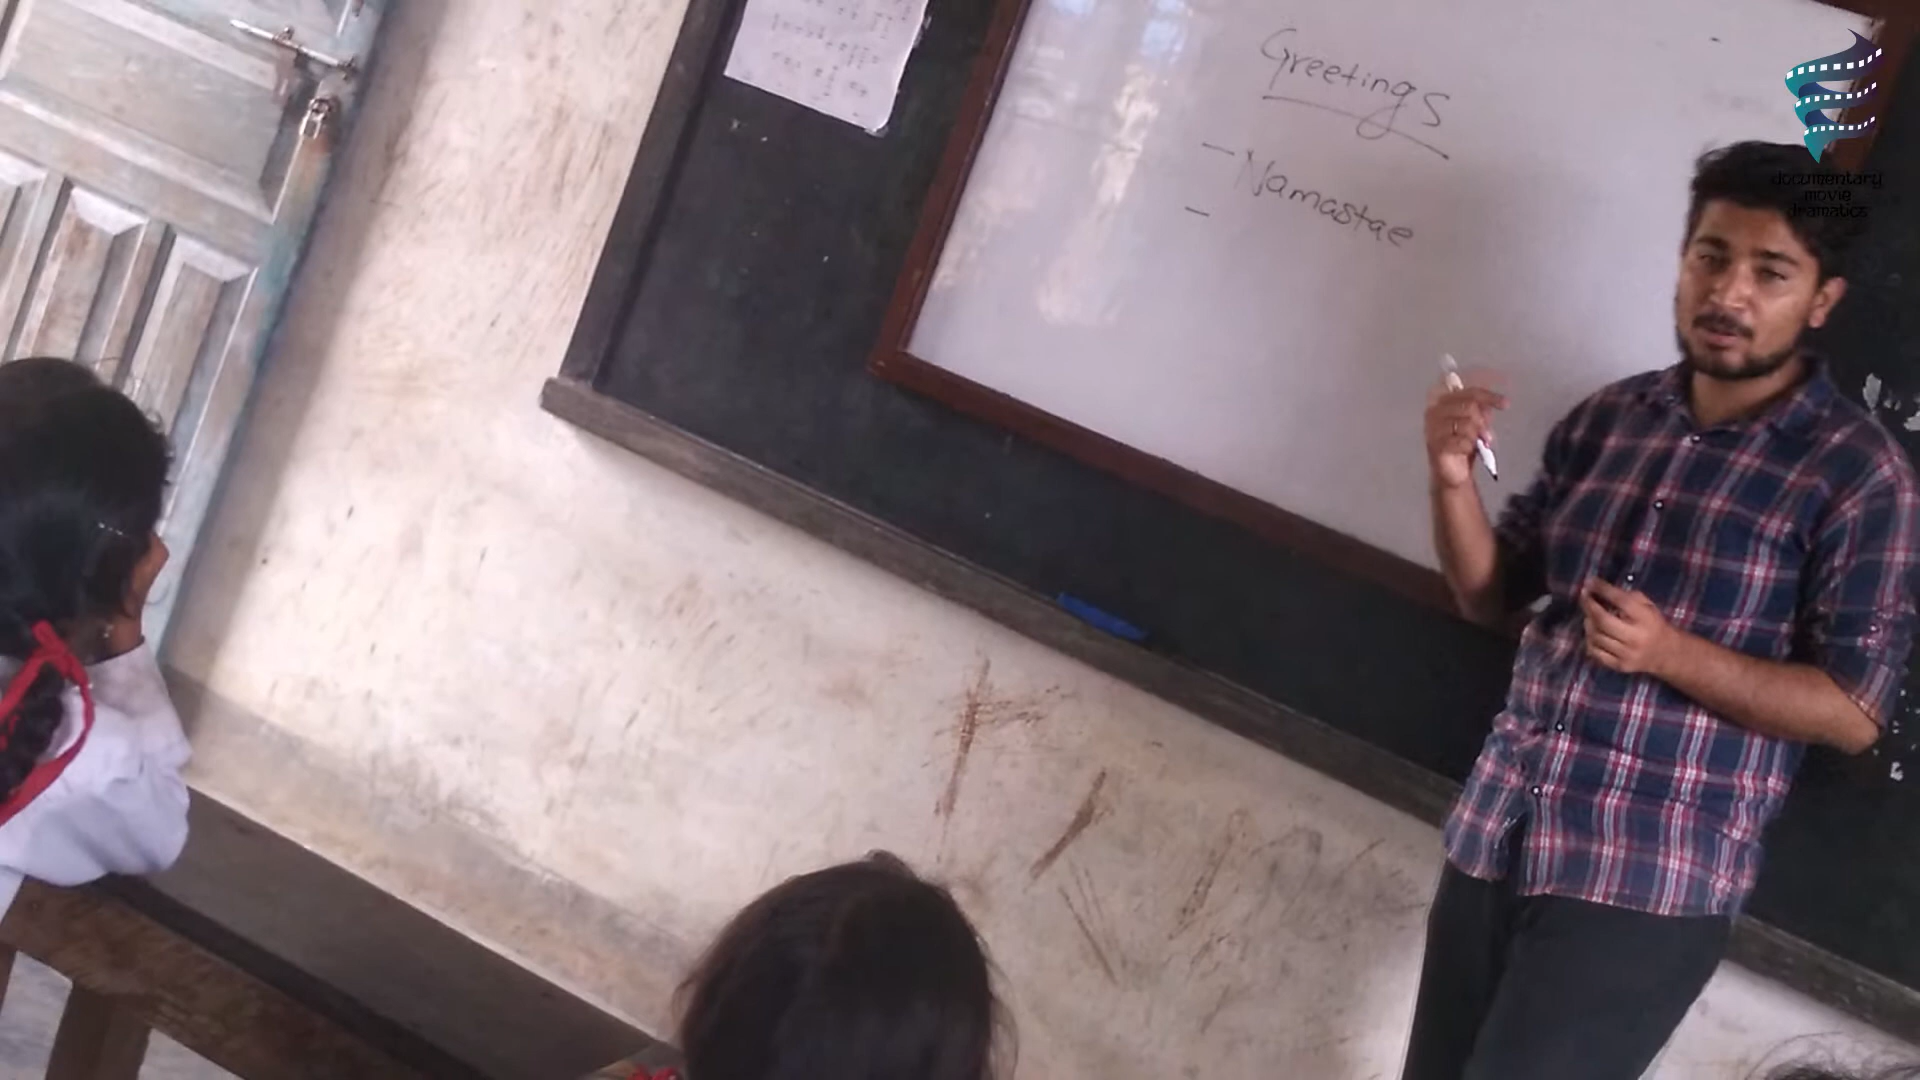 Greetings
- Namastae
-
documentary
movie
dramatics